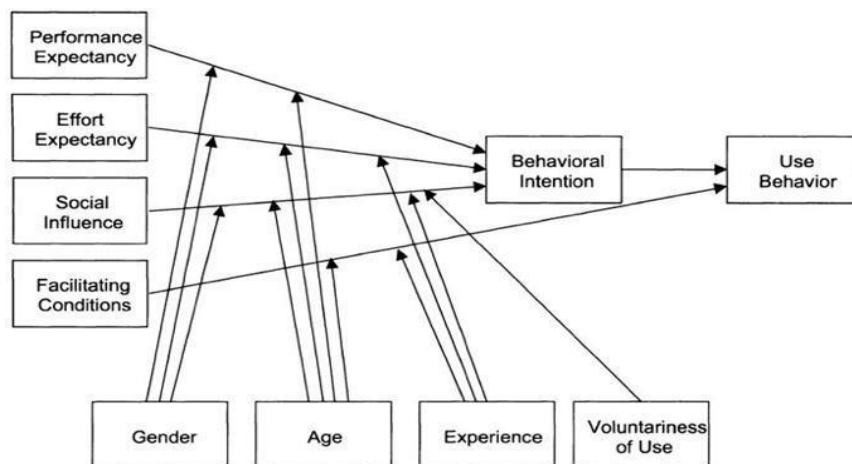 Performance
Expectancy
Effort
Expectancy
Social
Influence
Facilitating
Conditions
Behavioral
Intention
Use
Behavior
Gender
Age
Experience
Voluntariness
of Use